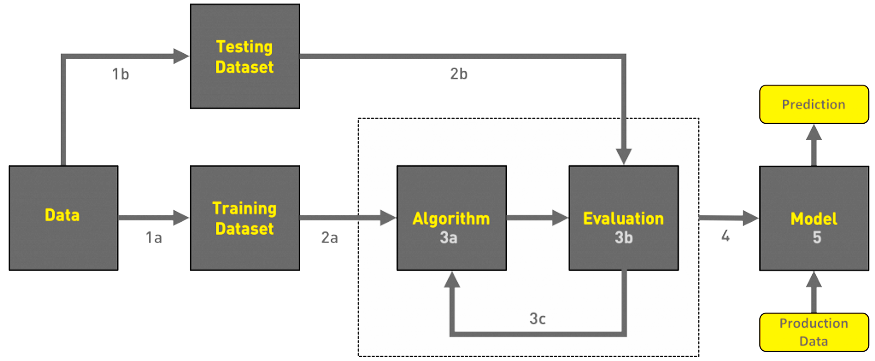 Testing
Dataset
1b
2b
Prediction
Data
1a
Training
Dataset
2a
Algorithm
3a
Evaluation
3b
4
Model
5
3c
Production
Data